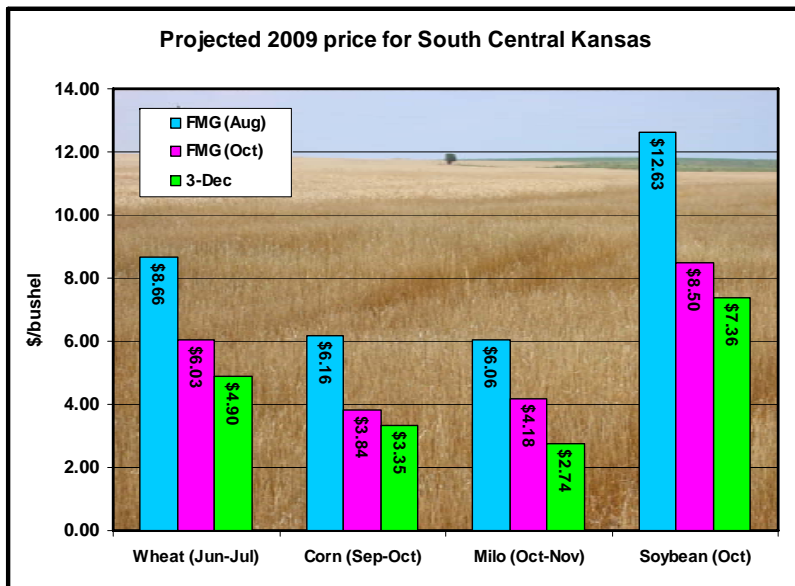 Projected 2009 price for South Central Kansas
$/bushel
14.00
12.00
10.00
8.00
6.00
4.00
2.00
0.00
FMG (Aug)
FMG (Oct)
3-Dec
$8.66
$6.03
$4.90
$6.16
$3.84
$3.35
$6.06
$4.18
$2.74
$12.63
$8.50
$7.36
Wheat (Jun-Jul)
Corn (Sep-Oct)
Milo (Oct-Nov)
Soybean (Oct)